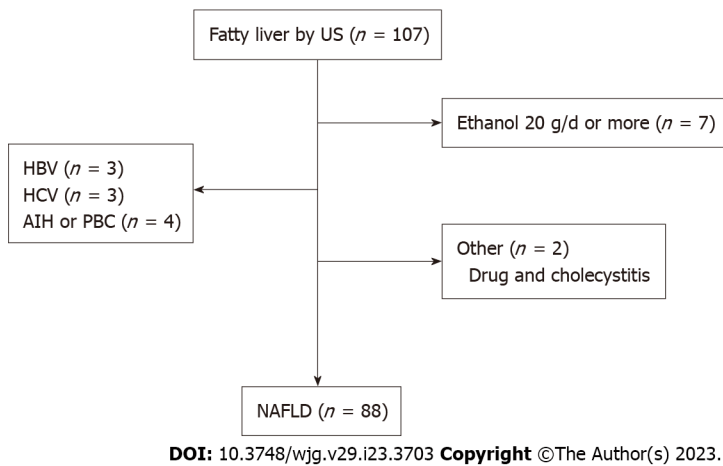 Fatty liver by US (n = 107)
Ethanol 20 g/d or more (n = 7)
HBV (n = 3)
HCV (n = 3)
AIH or PBC (n = 4)
Other (n = 2)
Drug and cholecystitis
NAFLD (n = 88)
DOI: 10.3748/wjg.v29.i23.3703 Copyright ©The Author(s) 2023.